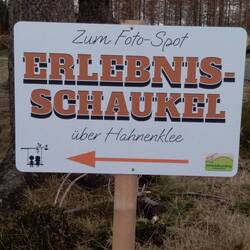 Zum Foto-Spot
ERLEBNIS-
SCHAUKEL
über Hahnenklee